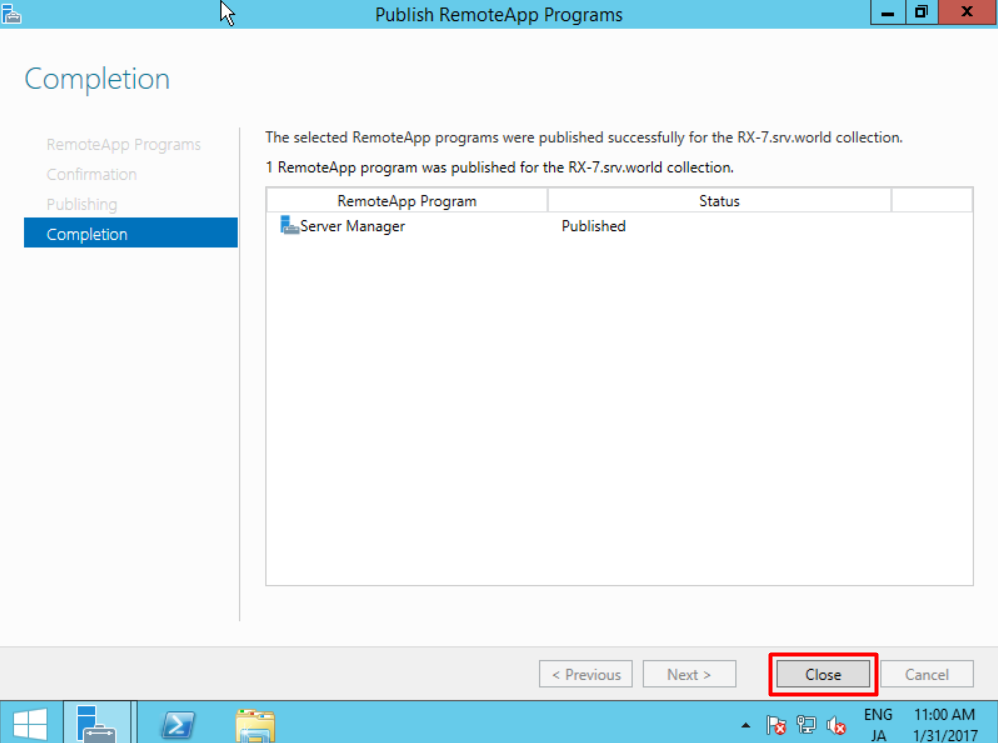 Publish RemoteApp Programs
Completion
RemoteApp Programs
Confirmation
Publishing
Completion
The selected RemoteApp programs were published successfully for the RX-7.srv.world collection.
1 RemoteApp program was published for the RX-7.srv.world collection.
RemoteApp Program Status
Server Manager Published
< Previous Next > Close Cancel
ENG 11:00 AM
JA 1/31/2017